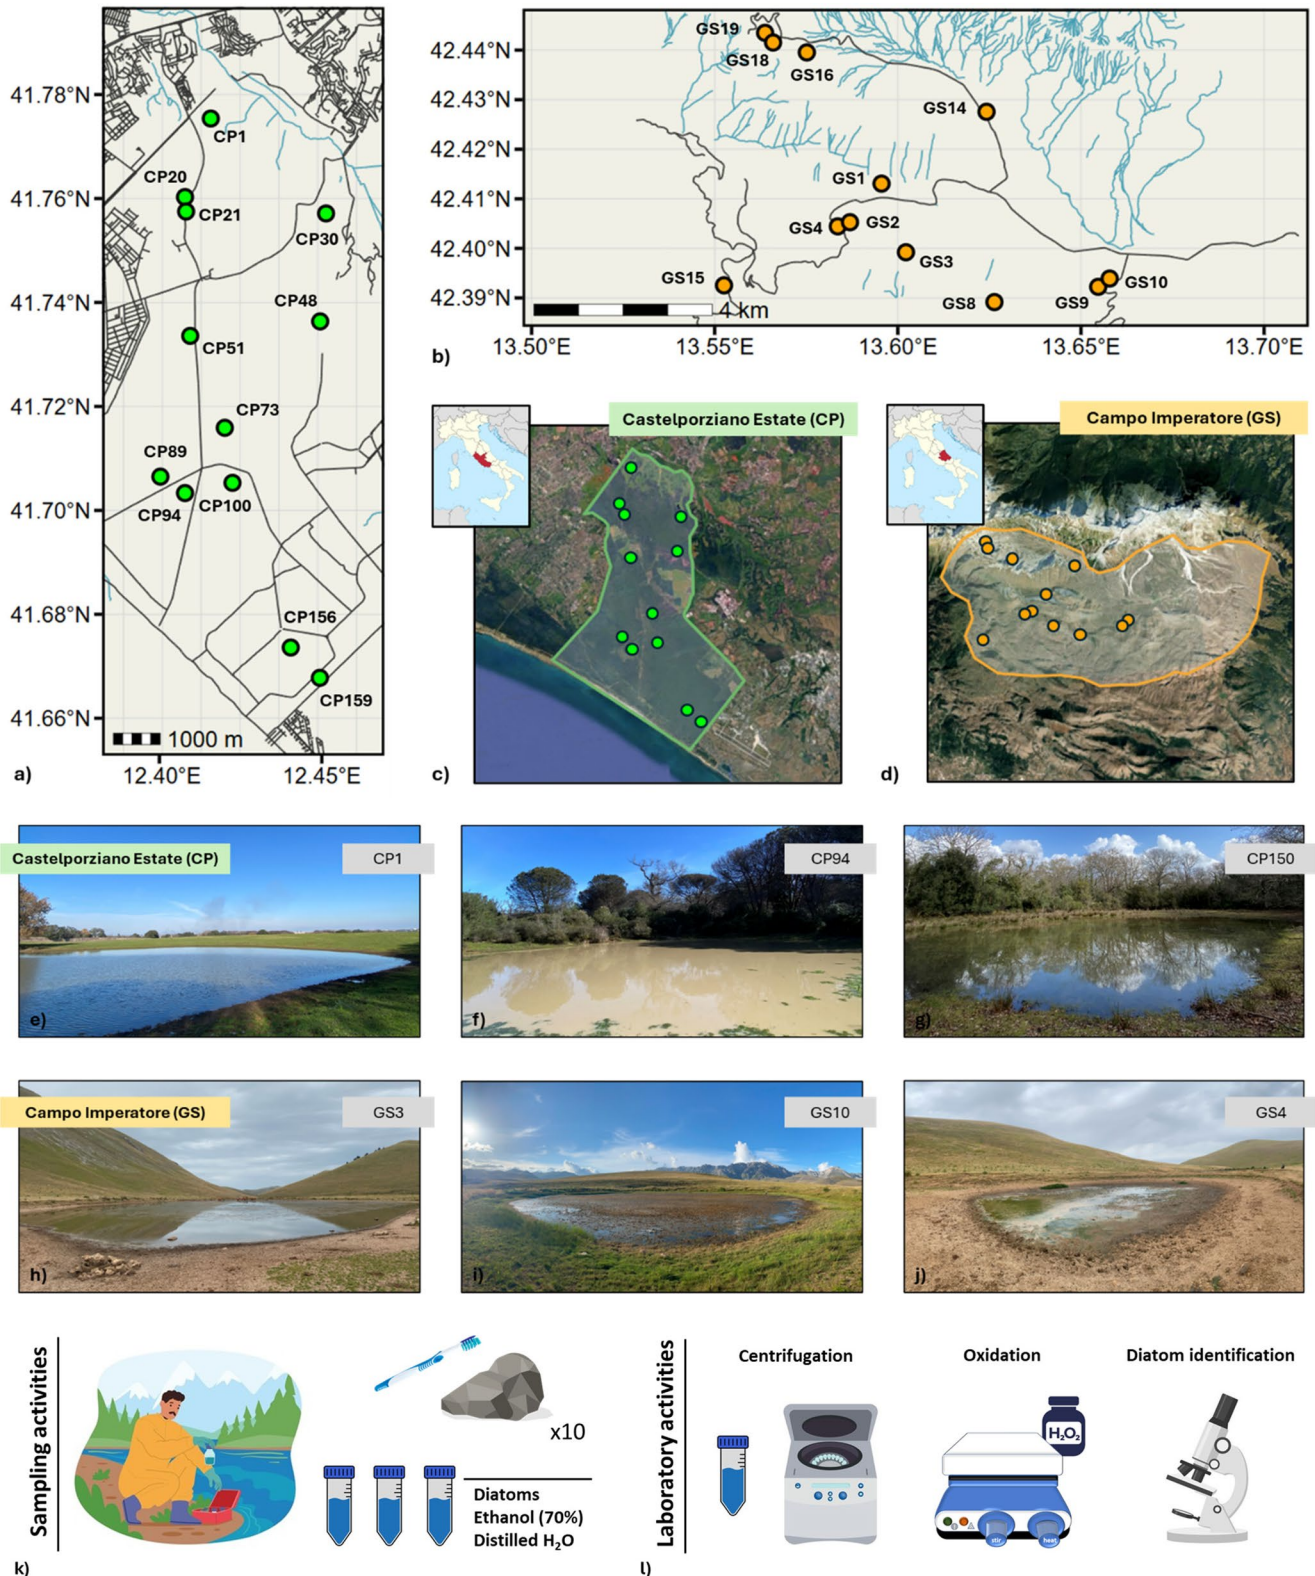 41.78°N
41.76°N
41.74°N
41.72°N
41.70°N
41.68°N
41.66°N
CP1
CP20
CP21
CP30
CP48
CP51
CP73
CP89
CP94
CP100
CP156
CP159
1000 m
a)
12.40°E
12.45°E
42.44°N
42.43°N
42.42°N
42.41°N
42.40°N
42.39°N
GS19
GS18
GS16
GS14
GS1
GS4
GS2
GS3
GS15
GS8
GS9
GS10
4 km
b)
13.50°E
13.55°E
13.60°E
13.65°E
13.70°E
Castelporziano Estate (CP)
c)
Campo Imperatore (GS)
d)
Castelporziano Estate (CP)
CP1
e)
CP94
f)
CP150
g)
Campo Imperatore (GS)
GS3
h)
GS10
i)
GS4
j)
Sampling activities
x10
Diatoms
Ethanol (70%)
Distilled H₂O
k)
Laboratory activities
Centrifugation
Oxidation
Diatom identification
H₂O₂
stir
heat
l)